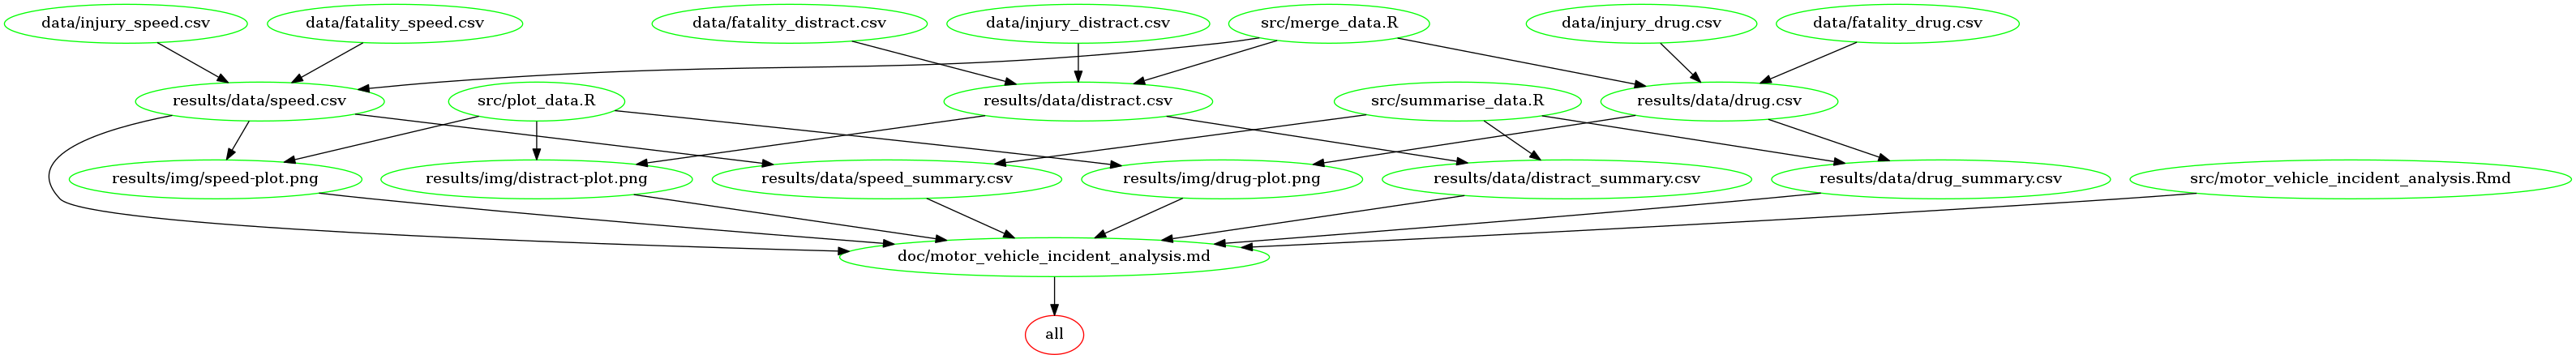 data/injury_speed.csv
data/fatality_speed.csv
data/fatality_distract.csv
data/injury_distract.csv
src/merge_data.R
data/injury_drug.csv
data/fatality_drug.csv
results/data/speed.csv
src/plot_data.R
results/data/distract.csv
src/summarise_data.R
results/data/drug.csv
results/img/speed-plot.png
results/img/distract-plot.png
results/data/speed_summary.csv
results/img/drug-plot.png
results/data/distract_summary.csv
results/data/drug_summary.csv
src/motor_vehicle_incident_analysis.Rmd
doc/motor_vehicle_incident_analysis.md
all